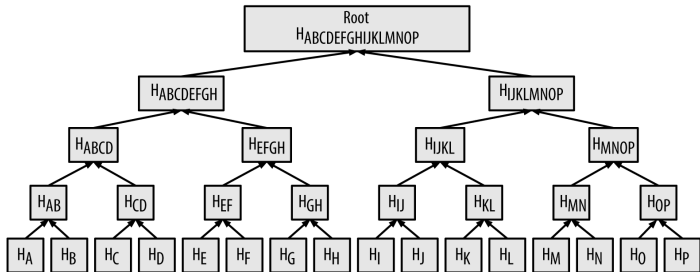 Root
HABCDEFGHIJKLMNOP
HABCDEFGH
HIJKLMNOP
HABCD
HEFGH
HIJKL
HMNOP
HAB
HCD
HEF
HGH
HIJ
HKL
HMN
HOP
HA
HB
HC
HD
HE
HF
HG
HH
HI
HJ
HK
HL
HM
HN
HO
HP